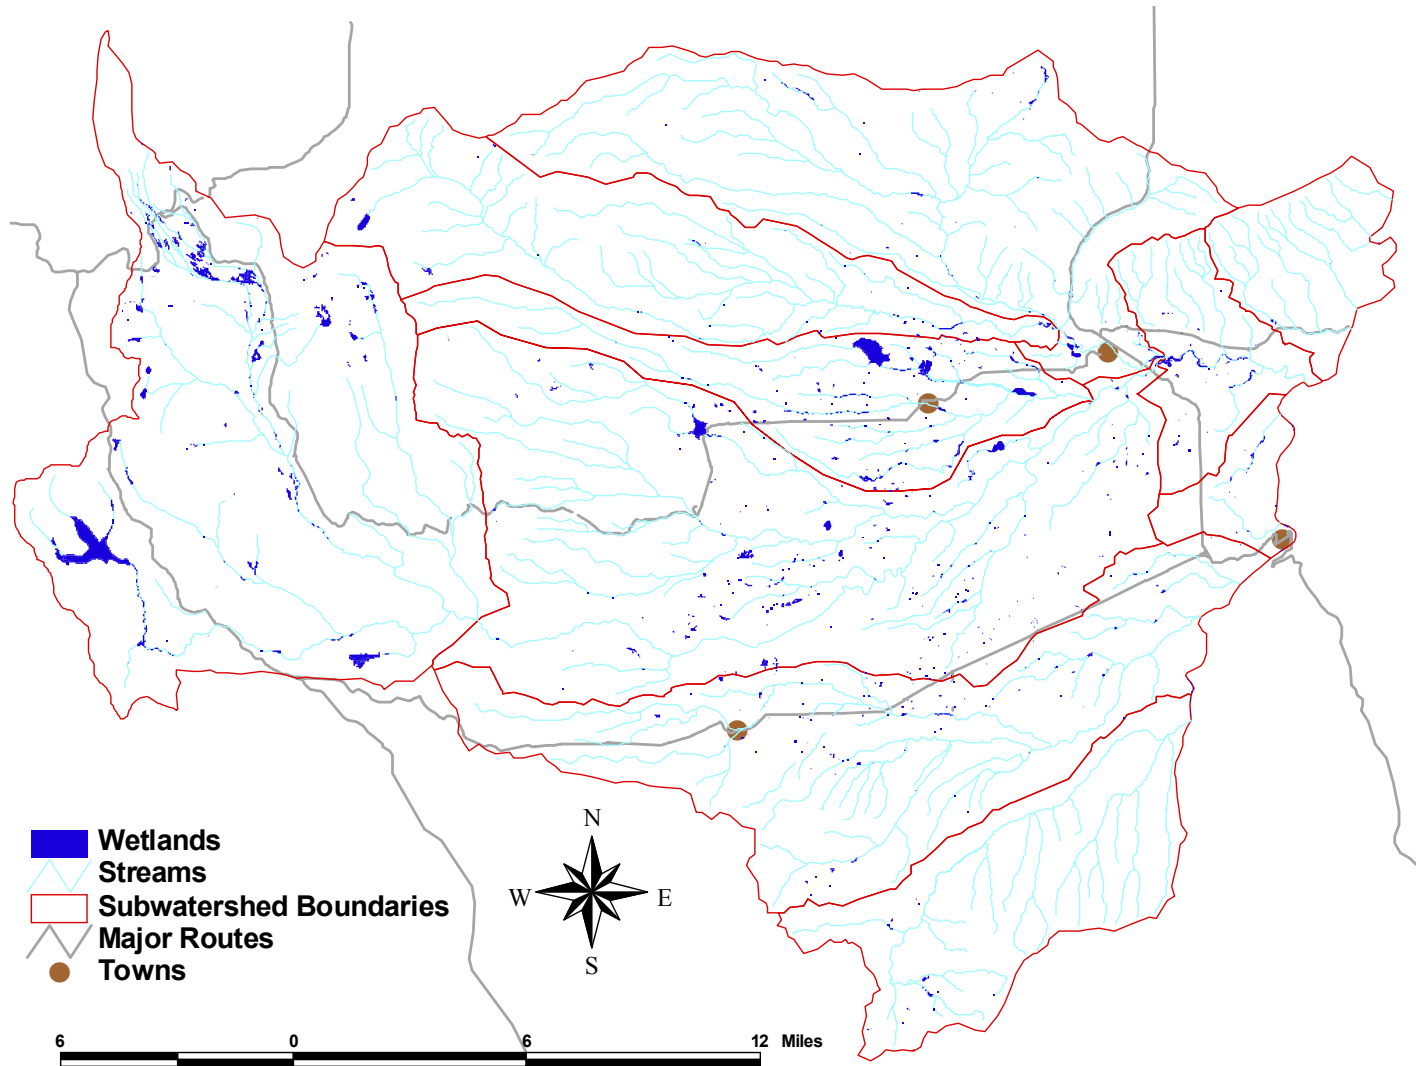 Wetlands
Streams
Subwatershed Boundaries
Major Routes
Towns
N
W E
S
6 0 6 12 Miles